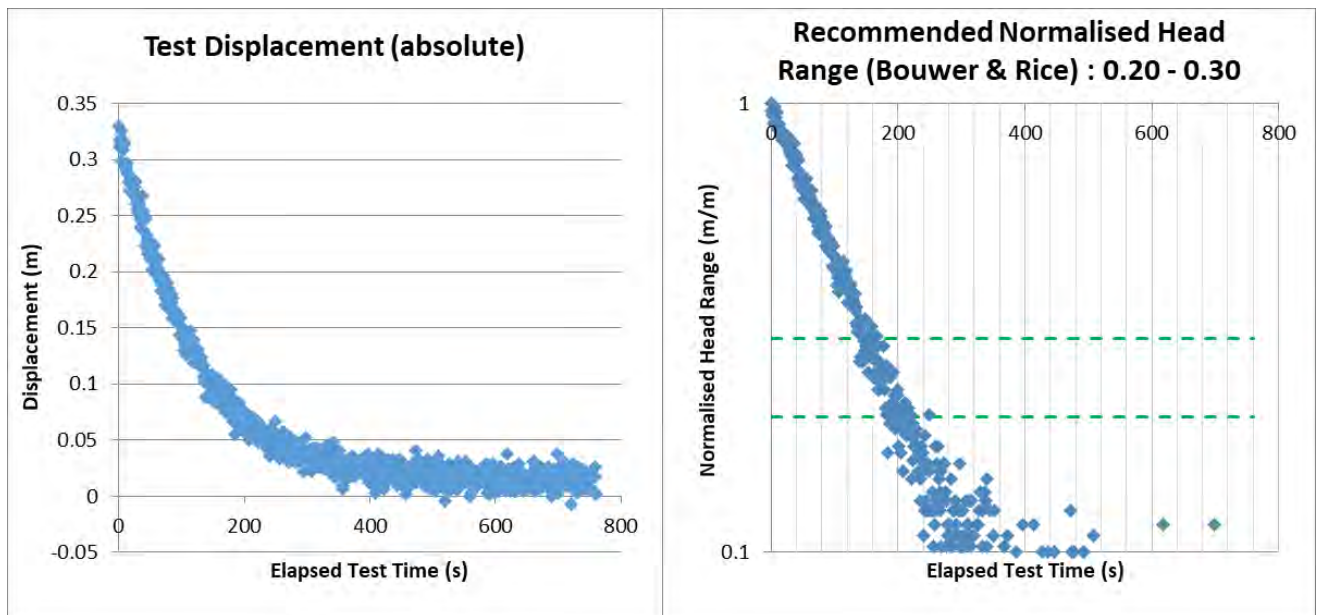 Test Displacement (absolute)
0.35
0.3
0.25
0.2
0.15
0.1
0.05
0
-0.05
0 200 400 600 800
Displacement (m)
Elapsed Test Time (s)
Recommended Normalised Head
Range (Bouwer & Rice) : 0.20 - 0.30
1
0.1
0 200 400 600 800
Normalised Head Range (m/m)
Elapsed Test Time (s)